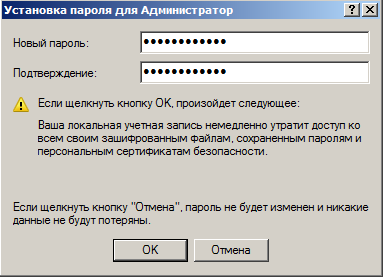 Установка пароля для Администратор
Новый пароль:
Подтверждение:
Если щелкнуть кнопку ОК, произойдет следующее:
Ваша локальная учетная запись немедленно утратит доступ ко
всем своим зашифрованным файлам, сохраненным паролям и
персональным сертификатам безопасности.
Если щелкнуть кнопку "Отмена", пароль не будет изменен и никакие
данные не будут потеряны.
ОК
Отмена